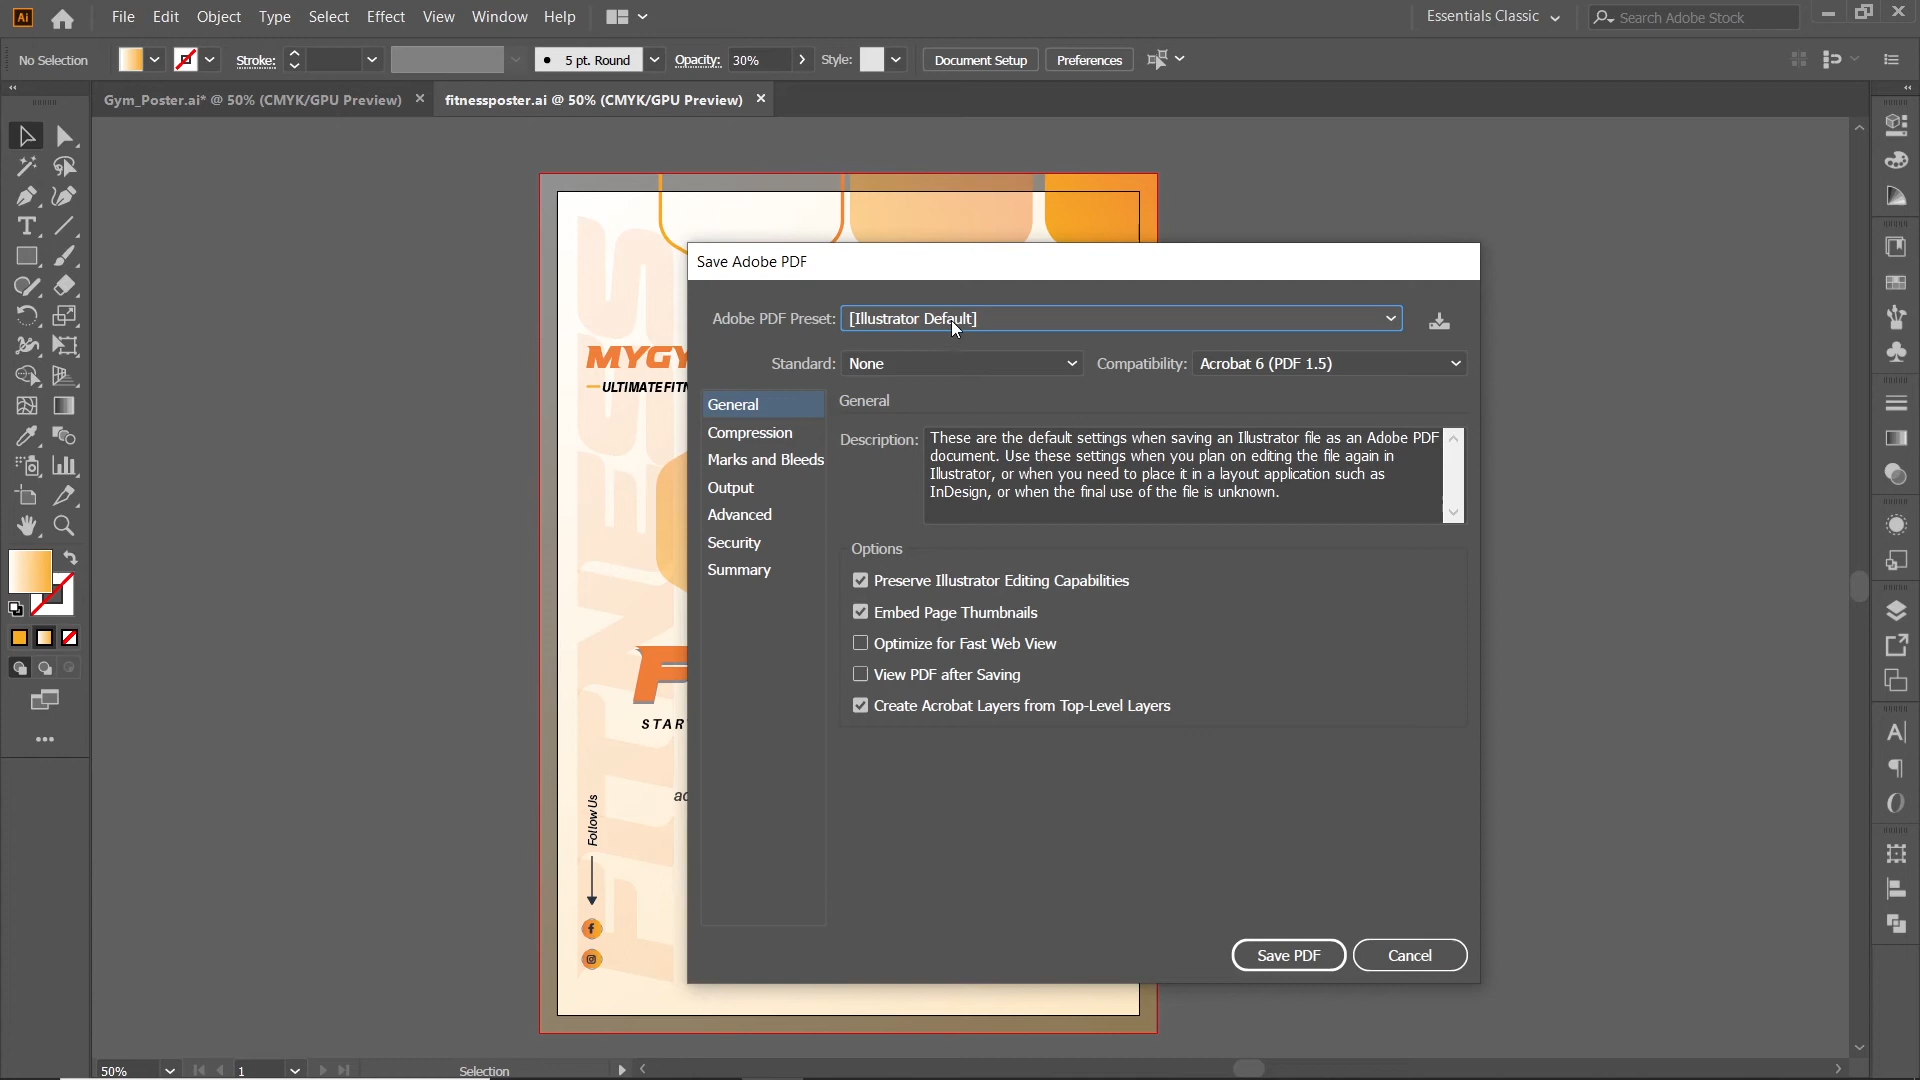 Ai
File Edit Object Type Select Effect View Window Help
Essentials Classic
Search Adobe Stock
No Selection
Stroke:
5 pt. Round
Opacity: 30%
Style:
Document Setup
Preferences
Gym_Poster.ai* @ 50% (CMYK/GPU Preview)
fitnessposter.ai @ 50% (CMYK/GPU Preview)
FITNESS
MYGY
ULTIMATE FITN
F
STAR
ac
Follow Us
Save Adobe PDF
Adobe PDF Preset: [Illustrator Default]
Standard: None
Compatibility: Acrobat 6 (PDF 1.5)
General
Compression
Marks and Bleeds
Output
Advanced
Security
Summary
General
Description:
These are the default settings when saving an Illustrator file as an Adobe PDF
document. Use these settings when you plan on editing the file again in
Illustrator, or when you need to place it in a layout application such as
InDesign, or when the final use of the file is unknown.
Options
Preserve Illustrator Editing Capabilities
Embed Page Thumbnails
Optimize for Fast Web View
View PDF after Saving
Create Acrobat Layers from Top-Level Layers
Save PDF
Cancel
50%
1
Selection